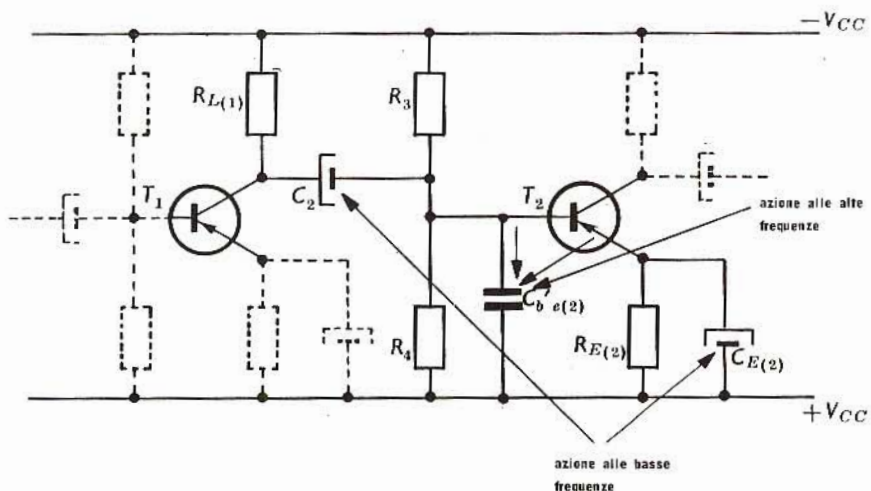 −VCC
RL(1)
R3
T1
C2
T2
azione alle alte
frequenze
Cb'e(2)
R4
RE(2)
CE(2)
+VCC
azione alle basse
frequenze